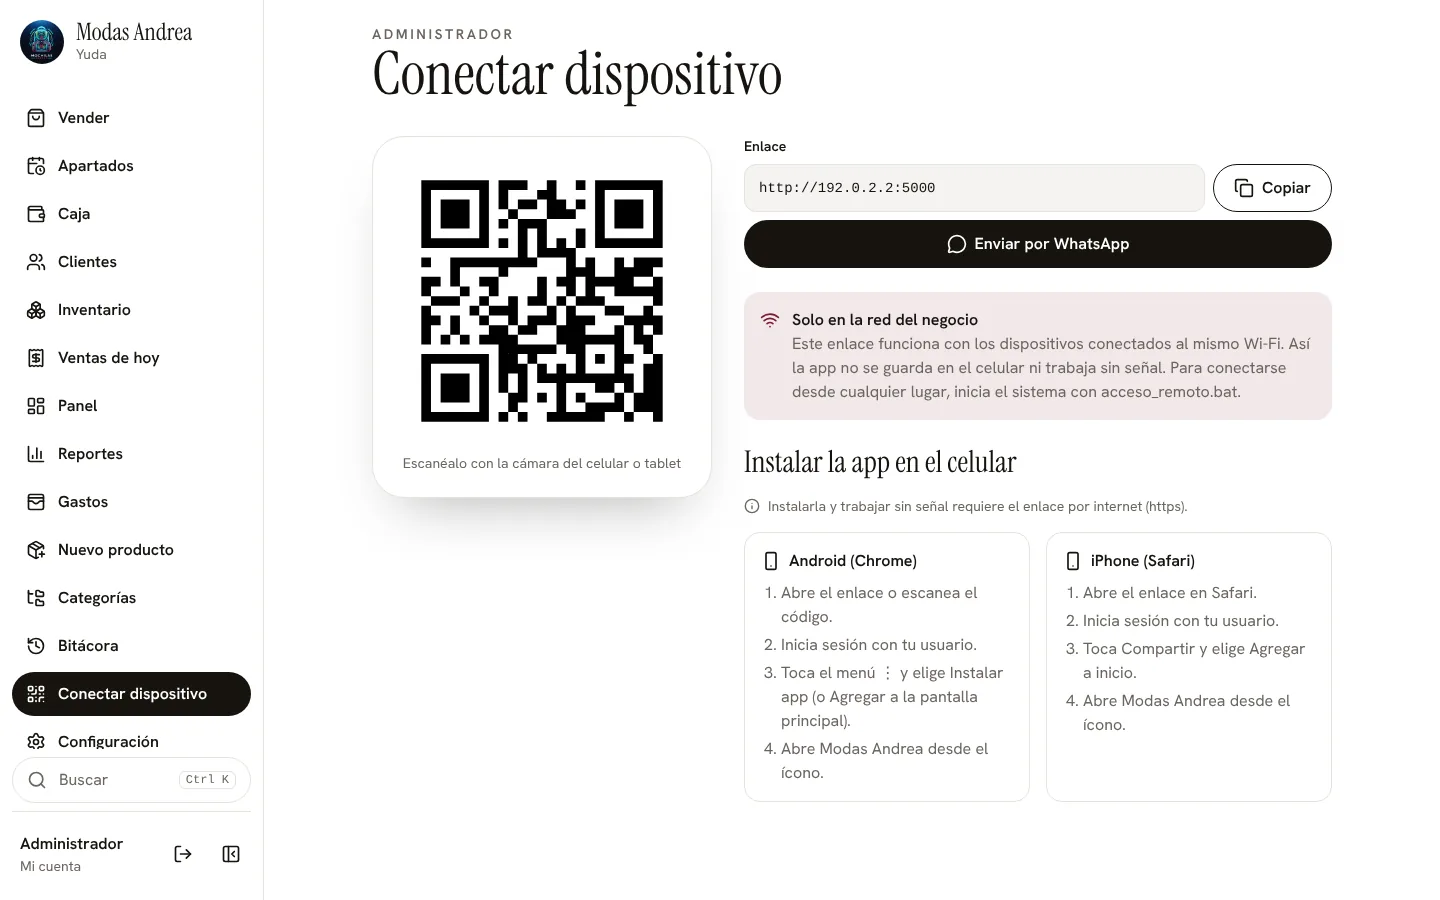 Modas Andrea
Yuda
Vender
Apartados
Caja
Clientes
Inventario
Ventas de hoy
Panel
Reportes
Gastos
Nuevo producto
Categorías
Bitácora
Conectar dispositivo
Configuración
Buscar
Ctrl K
Administrador
Mi cuenta
ADMINISTRADOR
Conectar dispositivo
Escanéalo con la cámara del celular o tablet
Enlace
http://192.0.2.2:5000
Copiar
Enviar por WhatsApp
Solo en la red del negocio
Este enlace funciona con los dispositivos conectados al mismo Wi-Fi. Así
la app no se guarda en el celular ni trabaja sin señal. Para conectarse
desde cualquier lugar, inicia el sistema con acceso_remoto.bat.
Instalar la app en el celular
Instalarla y trabajar sin señal requiere el enlace por internet (https).
Android (Chrome)
1. Abre el enlace o escanea el
código.
2. Inicia sesión con tu usuario.
3. Toca el menú ⋮ y elige Instalar
app (o Agregar a la pantalla
principal).
4. Abre Modas Andrea desde el
ícono.
iPhone (Safari)
1. Abre el enlace en Safari.
2. Inicia sesión con tu usuario.
3. Toca Compartir y elige Agregar
a inicio.
4. Abre Modas Andrea desde el
ícono.